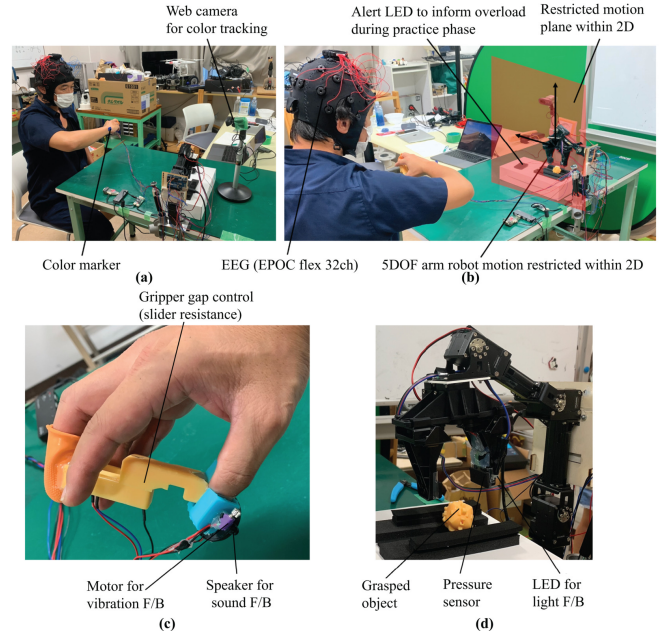 Web camera
for color tracking
Alert LED to inform overload
during practice phase
Restricted motion
plane within 2D
Color marker
EEG (EPOC flex 32ch)
5DOF arm robot motion restricted within 2D
(a)
(b)
Gripper gap control
(slider resistance)
Motor for
vibration F/B
Speaker for
sound F/B
Grasped
object
Pressure
sensor
LED for
light F/B
(c)
(d)